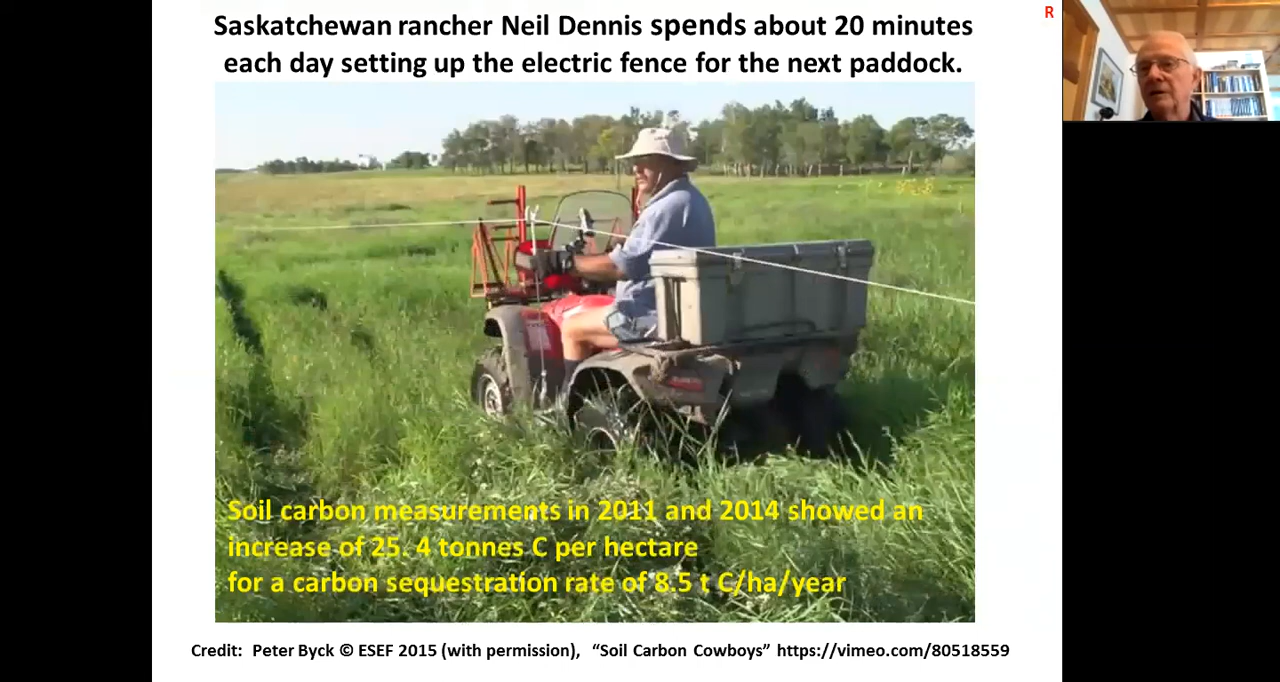 Saskatchewan rancher Neil Dennis spends about 20 minutes
each day setting up the electric fence for the next paddock.
R
Soil carbon measurements in 2011 and 2014 showed an
increase of 25. 4 tonnes C per hectare
for a carbon sequestration rate of 8.5 t C/ha/year
Credit: Peter Byck © ESEF 2015 (with permission), “Soil Carbon Cowboys” https://vimeo.com/80518559